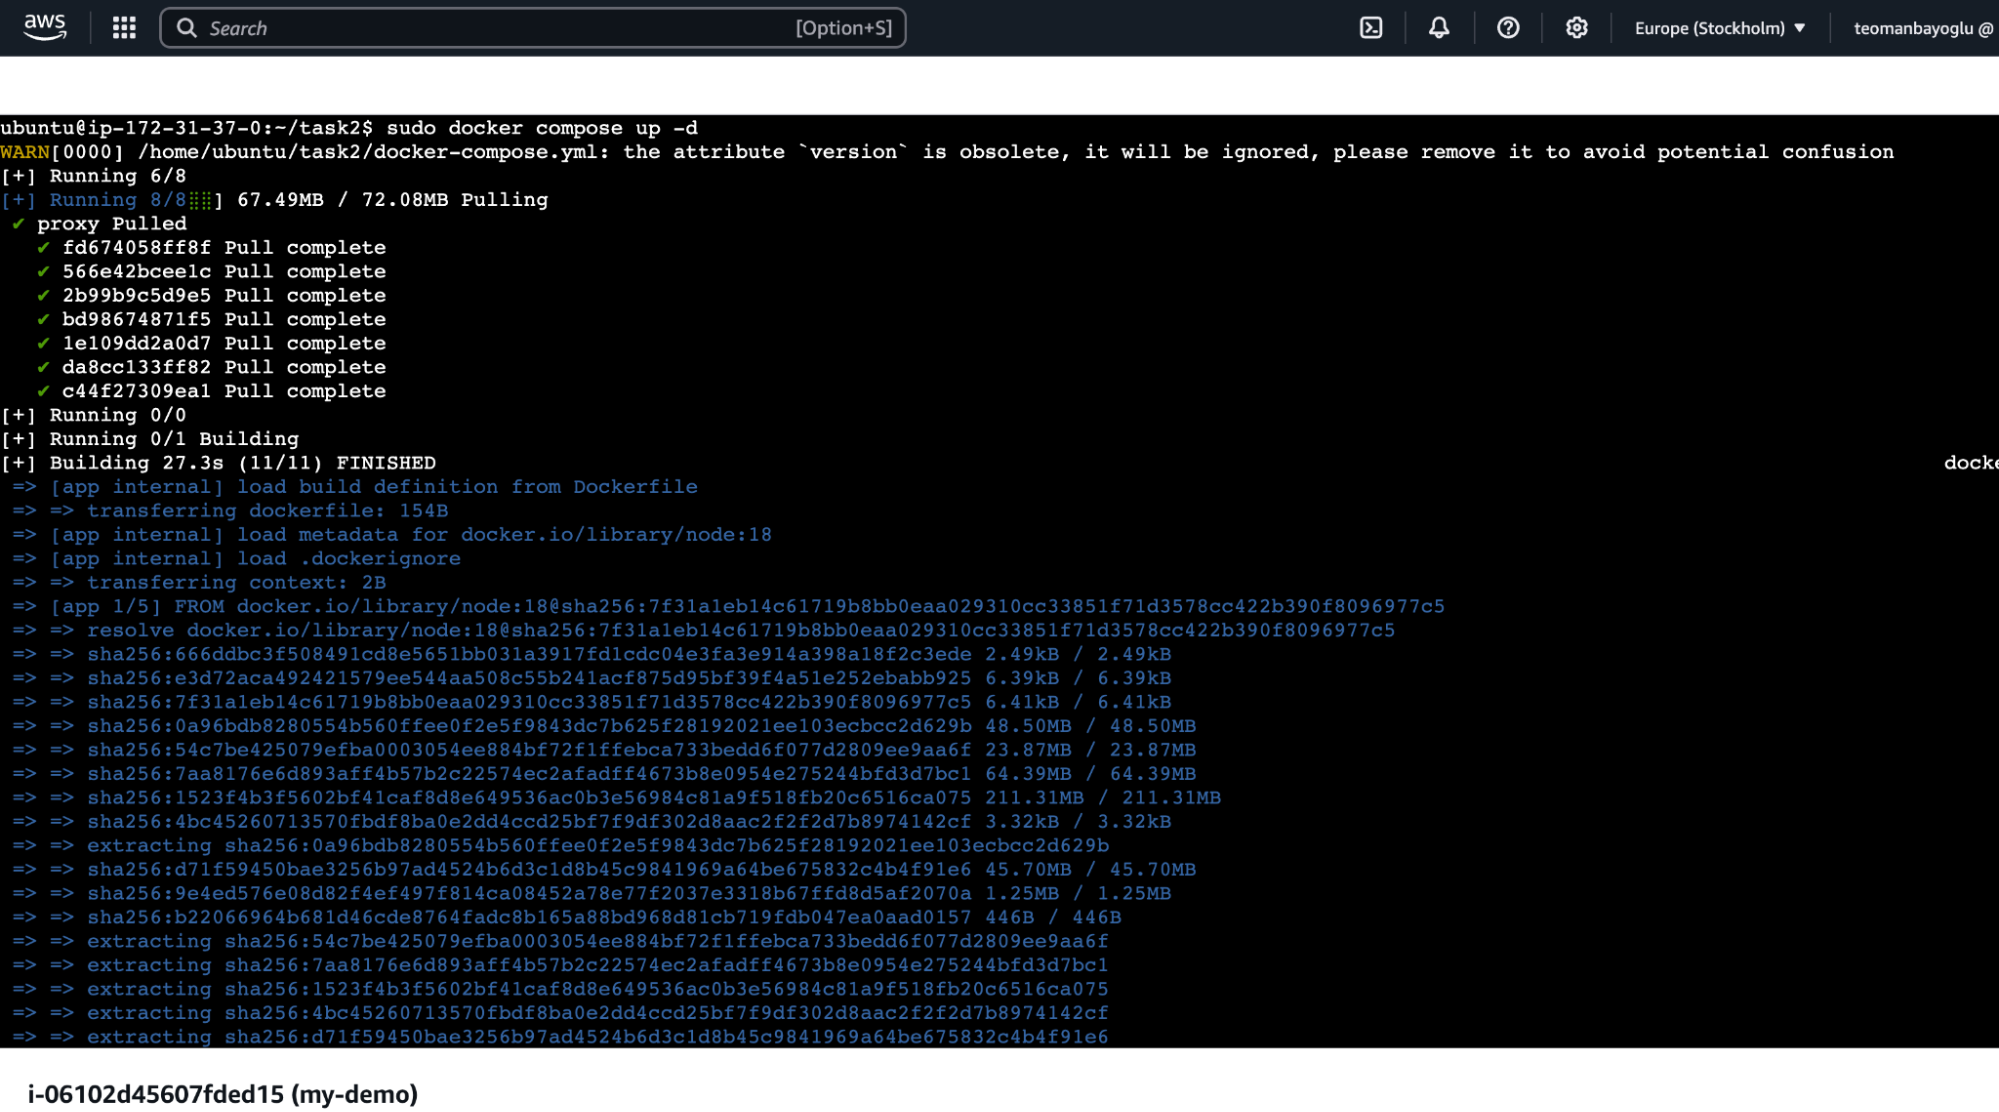 aws
Search [Option+S] Europe (Stockholm) ▼ teomanbayoglu @
ubuntu@ip-172-31-37-0:~/task2$ sudo docker compose up -d
WARN[0000] /home/ubuntu/task2/docker-compose.yml: the attribute `version` is obsolete, it will be ignored, please remove it to avoid potential confusion
[+] Running 6/8
[+] Running 8/8⣿⣿] 67.49MB / 72.08MB Pulling
✔ proxy Pulled
✔ fd674058ff8f Pull complete
✔ 566e42bcee1c Pull complete
✔ 2b99b9c5d9e5 Pull complete
✔ bd98674871f5 Pull complete
✔ 1e109dd2a0d7 Pull complete
✔ da8cc133ff82 Pull complete
✔ c44f27309ea1 Pull complete
[+] Running 0/0
[+] Running 0/1 Building
[+] Building 27.3s (11/11) FINISHED docke
=> [app internal] load build definition from Dockerfile
=> => transferring dockerfile: 154B
=> [app internal] load metadata for docker.io/library/node:18
=> [app internal] load .dockerignore
=> => transferring context: 2B
=> [app 1/5] FROM docker.io/library/node:18@sha256:7f31a1eb14c61719b8bb0eaa029310cc33851f71d3578cc422b390f8096977c5
=> => resolve docker.io/library/node:18@sha256:7f31a1eb14c61719b8bb0eaa029310cc33851f71d3578cc422b390f8096977c5
=> => sha256:666ddbc3f508491cd8e5651bb031a3917fd1cdc04e3fa3e914a398a18f2c3ede 2.49kB / 2.49kB
=> => sha256:e3d72aca492421579ee544aa508c55b241acf875d95bf39f4a51e252ebabb925 6.39kB / 6.39kB
=> => sha256:7f31a1eb14c61719b8bb0eaa029310cc33851f71d3578cc422b390f8096977c5 6.41kB / 6.41kB
=> => sha256:0a96bdb8280554b560ffee0f2e5f9843dc7b625f28192021ee103ecbcc2d629b 48.50MB / 48.50MB
=> => sha256:54c7be425079efba0003054ee884bf72f1ffebca733bedd6f077d2809ee9aa6f 23.87MB / 23.87MB
=> => sha256:7aa8176e6d893aff4b57b2c22574ec2afadff4673b8e0954e275244bfd3d7bc1 64.39MB / 64.39MB
=> => sha256:1523f4b3f5602bf41caf8d8e649536ac0b3e56984c81a9f518fb20c6516ca075 211.31MB / 211.31MB
=> => sha256:4bc45260713570fbdf8ba0e2dd4ccd25bf7f9df302d8aac2f2f2d7b8974142cf 3.32kB / 3.32kB
=> => extracting sha256:0a96bdb8280554b560ffee0f2e5f9843dc7b625f28192021ee103ecbcc2d629b
=> => sha256:d71f59450bae3256b97ad4524b6d3c1d8b45c9841969a64be675832c4b4f91e6 45.70MB / 45.70MB
=> => sha256:9e4ed576e08d82f4ef497f814ca08452a78e77f2037e3318b67ffd8d5af2070a 1.25MB / 1.25MB
=> => sha256:b22066964b681d46cde8764fadc8b165a88bd968d81cb719fdb047ea0aad0157 446B / 446B
=> => extracting sha256:54c7be425079efba0003054ee884bf72f1ffebca733bedd6f077d2809ee9aa6f
=> => extracting sha256:7aa8176e6d893aff4b57b2c22574ec2afadff4673b8e0954e275244bfd3d7bc1
=> => extracting sha256:1523f4b3f5602bf41caf8d8e649536ac0b3e56984c81a9f518fb20c6516ca075
=> => extracting sha256:4bc45260713570fbdf8ba0e2dd4ccd25bf7f9df302d8aac2f2f2d7b8974142cf
=> => extracting sha256:d71f59450bae3256b97ad4524b6d3c1d8b45c9841969a64be675832c4b4f91e6
i-06102d45607fded15 (my-demo)